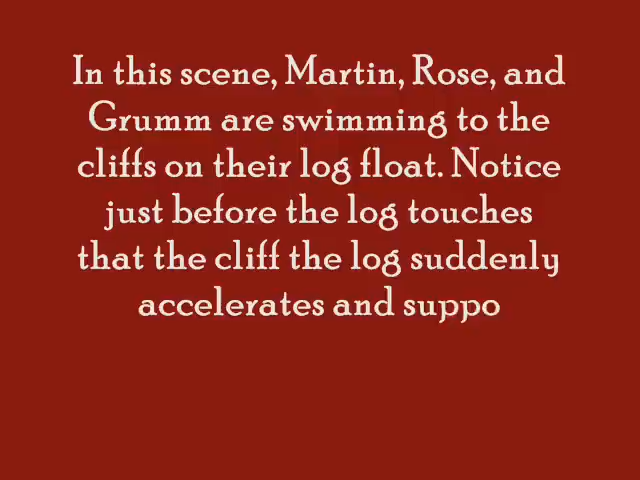 In this scene, Martin, Rose, and
Grumm are swimming to the
cliffs on their log float. Notice
just before the log touches
that the cliff the log suddenly
accelerates and suppo